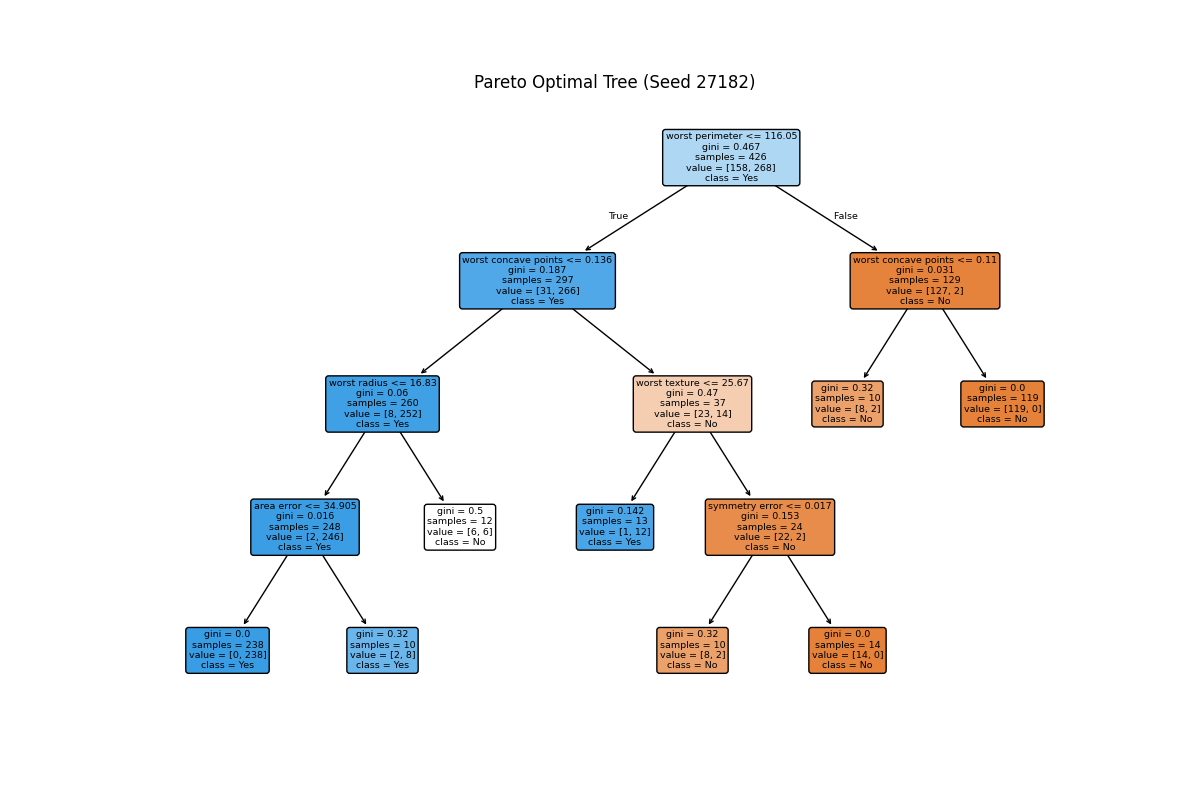 Pareto Optimal Tree (Seed 27182)
worst perimeter <= 116.05
gini = 0.467
samples = 426
value = [158, 268]
class = Yes
True
False
worst concave points <= 0.136
gini = 0.187
samples = 297
value = [31, 266]
class = Yes
worst concave points <= 0.11
gini = 0.031
samples = 129
value = [127, 2]
class = No
worst radius <= 16.83
gini = 0.06
samples = 260
value = [8, 252]
class = Yes
worst texture <= 25.67
gini = 0.47
samples = 37
value = [23, 14]
class = No
gini = 0.32
samples = 10
value = [8, 2]
class = No
gini = 0.0
samples = 119
value = [119, 0]
class = No
area error <= 34.905
gini = 0.016
samples = 248
value = [2, 246]
class = Yes
gini = 0.5
samples = 12
value = [6, 6]
class = No
gini = 0.142
samples = 13
value = [1, 12]
class = Yes
symmetry error <= 0.017
gini = 0.153
samples = 24
value = [22, 2]
class = No
gini = 0.0
samples = 238
value = [0, 238]
class = Yes
gini = 0.32
samples = 10
value = [2, 8]
class = Yes
gini = 0.32
samples = 10
value = [8, 2]
class = No
gini = 0.0
samples = 14
value = [14, 0]
class = No